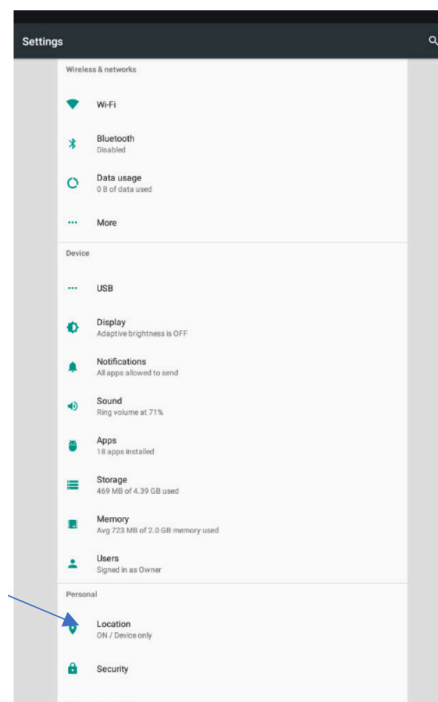 Settings
Wireless & networks
Wi-Fi
Bluetooth
Disabled
Data usage
0 B of data used
More
Device
USB
Display
Adaptive brightness is OFF
Notifications
All apps allowed to send
Sound
Ring volume at 71%
Apps
18 apps installed
Storage
469 MB of 4.39 GB used
Memory
Avg 723 MB of 2.0 GB memory used
Users
Signed in as Owner
Personal
Location
ON / Device only
Security